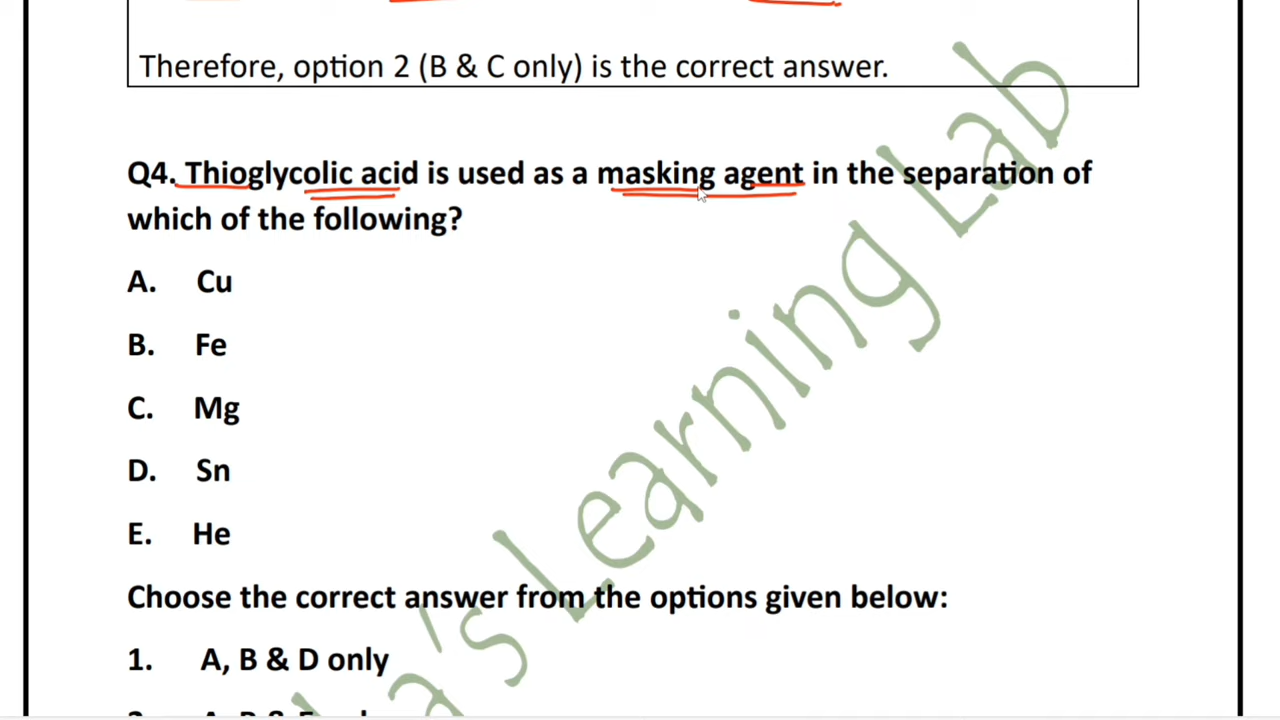 Therefore, option 2 (B & C only) is the correct answer.
Q4. Thioglycolic acid is used as a masking agent in the separation of
which of the following?
A. Cu
B. Fe
C. Mg
D. Sn
E. He
Choose the correct answer from the options given below:
1. A, B & D only
a's Learning Lab